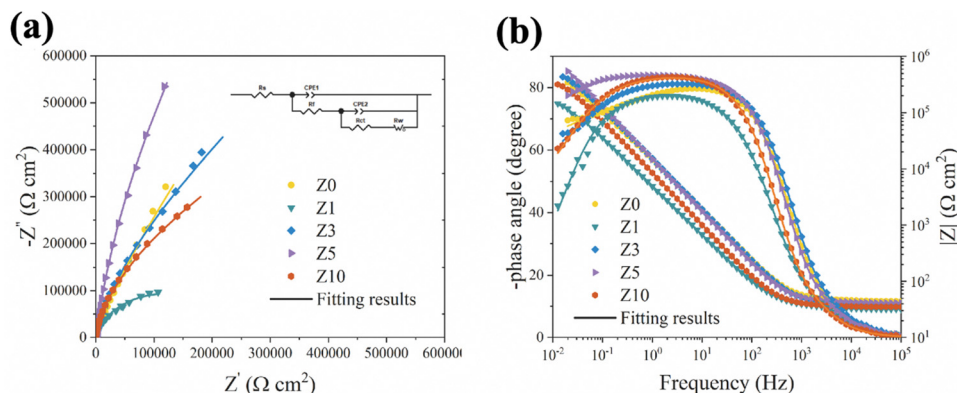 (a)
600000
500000
400000
300000
200000
100000
0
-Z" (Ω cm²)
0 100000 200000 300000 400000 500000 60000
Z' (Ω cm²)
Rs CPE1
Rf CPE2
Rct Rw
Z0
Z1
Z3
Z5
Z10
Fitting results
(b)
80
60
40
20
0
-phase angle (degree)
10⁻² 10⁻¹ 10⁰ 10¹ 10² 10³ 10⁴ 10⁵
Frequency (Hz)
10⁶
10⁵
10⁴
10³
10²
10¹
|Z| (Ω cm²)
Z0
Z1
Z3
Z5
Z10
Fitting results